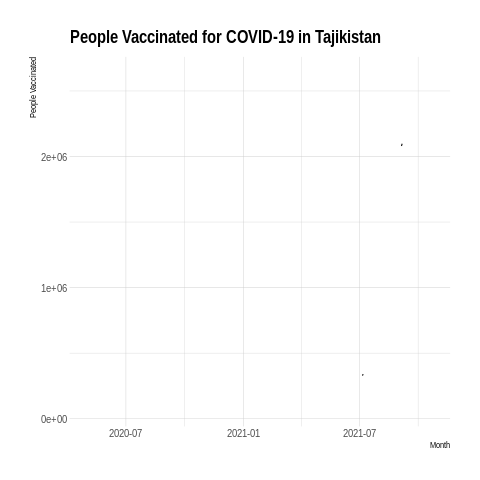 People Vaccinated for COVID-19 in Tajikistan
People Vaccinated
2e+06
1e+06
0e+00
2020-07
2021-01
2021-07
Month